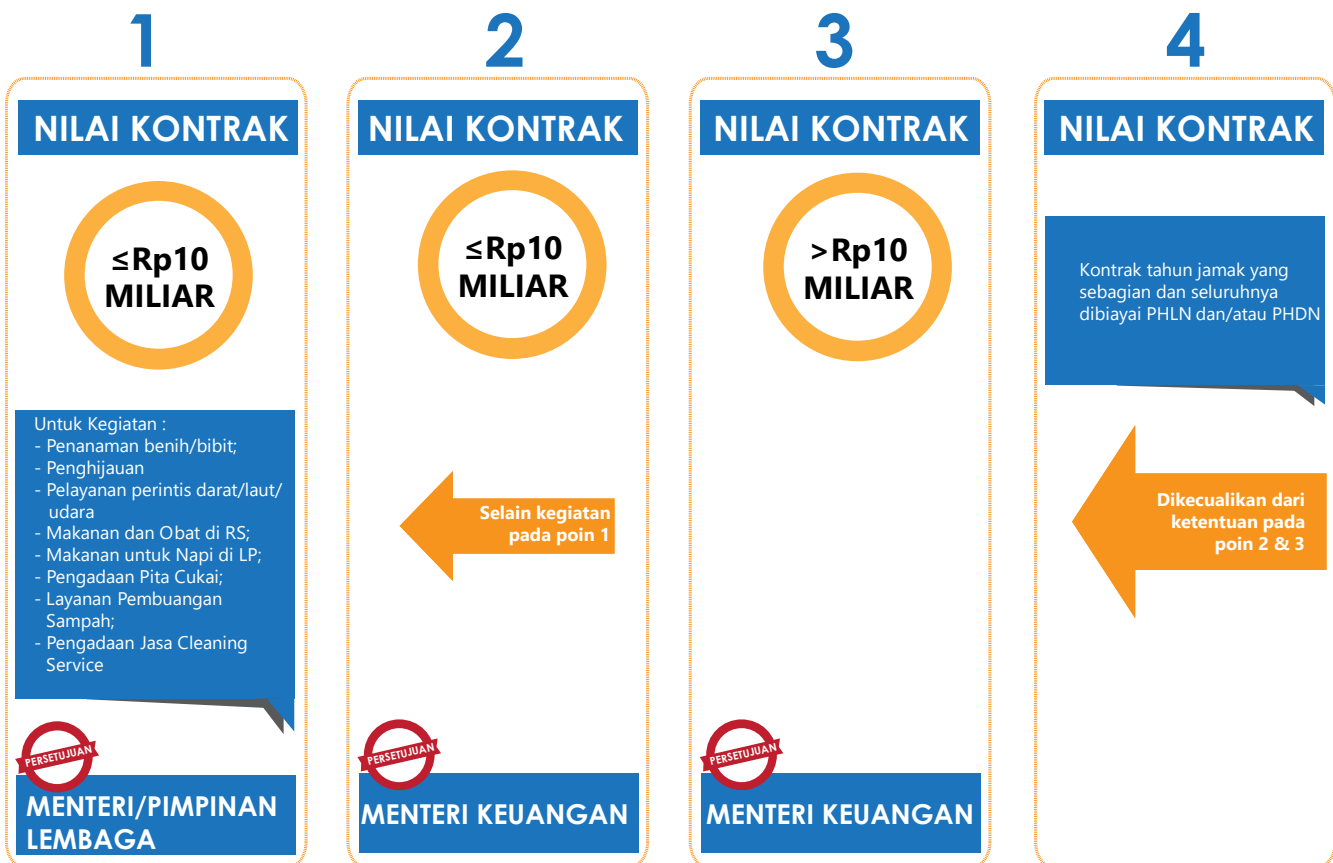 1
NILAI KONTRAK
≤Rp10
MILIAR
Untuk Kegiatan :
- Penanaman benih/bibit;
- Penghijauan
- Pelayanan perintis darat/laut/
udara
- Makanan dan Obat di RS;
- Makanan untuk Napi di LP;
- Pengadaan Pita Cukai;
- Layanan Pembuangan
Sampah;
- Pengadaan Jasa Cleaning
Service
PERSETUJUAN
MENTERI/PIMPINAN
LEMBAGA
2
NILAI KONTRAK
≤Rp10
MILIAR
Selain kegiatan
pada poin 1
PERSETUJUAN
MENTERI KEUANGAN
3
NILAI KONTRAK
>Rp10
MILIAR
PERSETUJUAN
MENTERI KEUANGAN
4
NILAI KONTRAK
Kontrak tahun jamak yang
sebagian dan seluruhnya
dibiayai PHLN dan/atau PHDN
Dikecualikan dari
ketentuan pada
poin 2 & 3